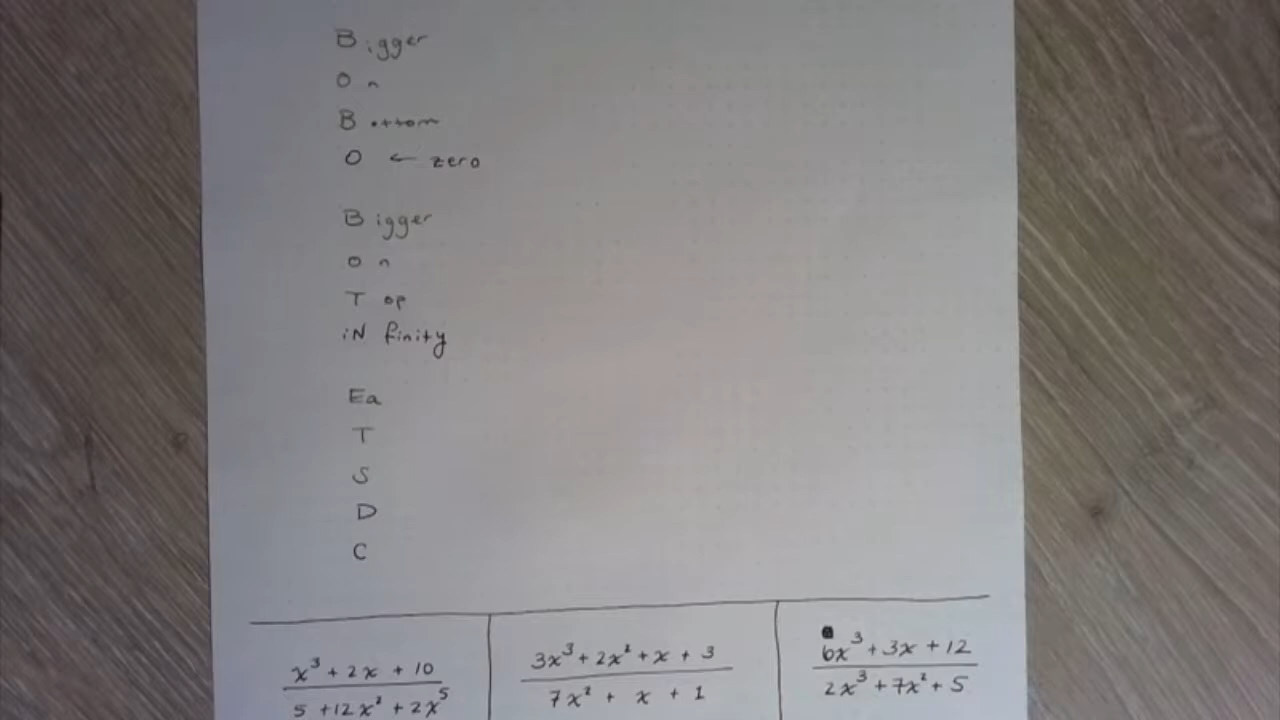 Bigger
On
Bottom
0 ← zero
Bigger
on
Top
iNfinity
Ea
T
S
D
C
x³ + 2x + 10
5 + 12x² + 2x⁵
3x³ + 2x² + x + 3
7x² + x + 1
6x³ + 3x + 12
2x³ + 7x² + 5